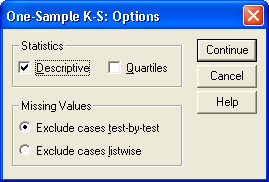 One-Sample K-S: Options
Statistics
Descriptive
Quartiles
Continue
Cancel
Help
Missing Values
Exclude cases test-by-test
Exclude cases listwise